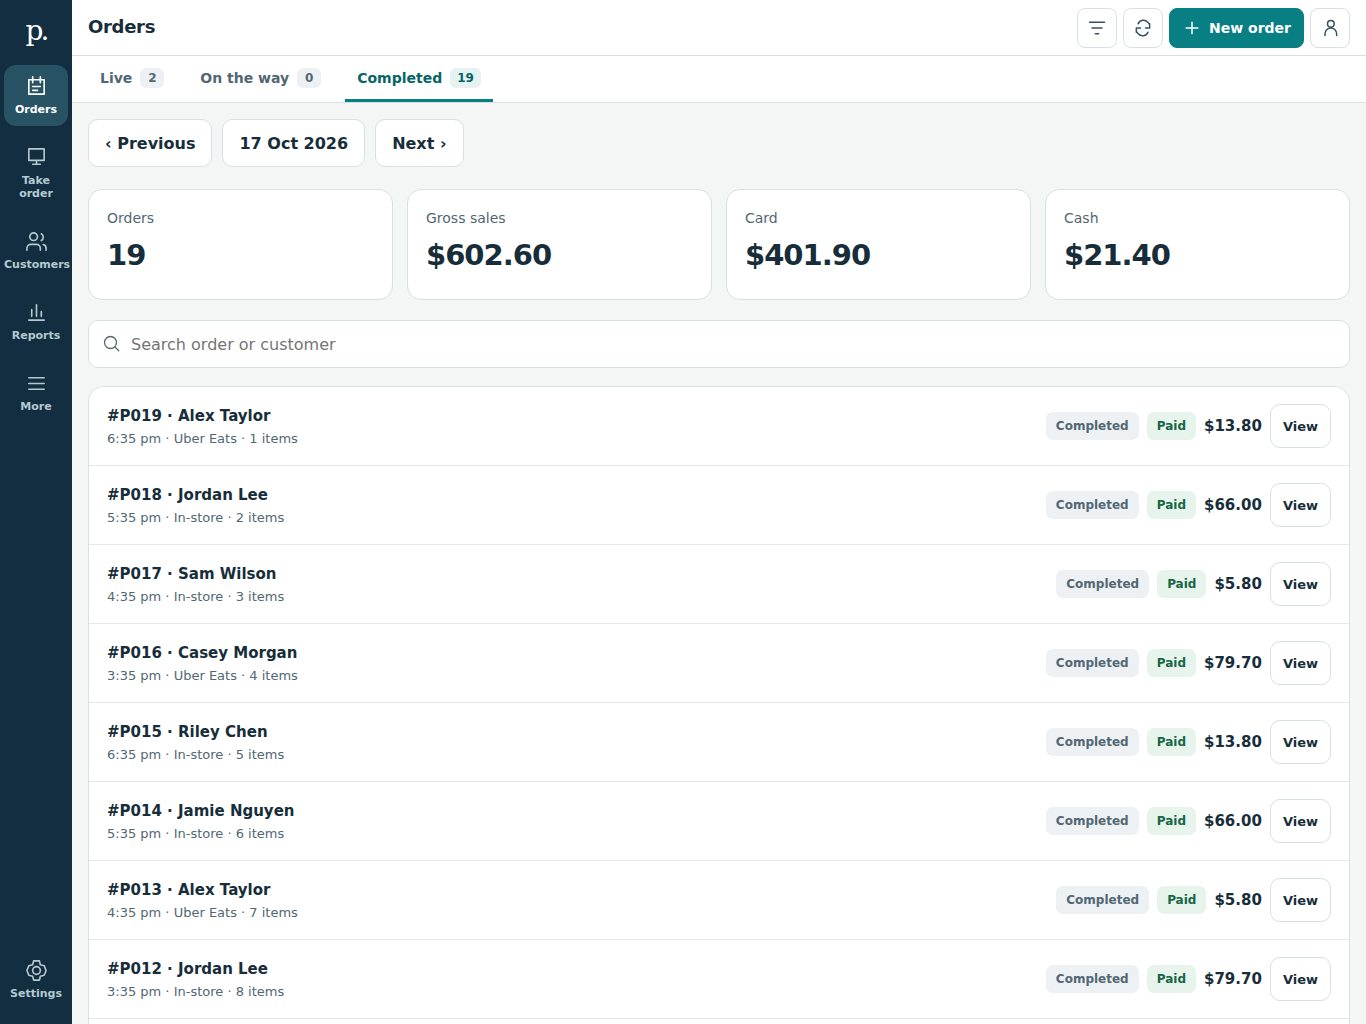 p.
Orders
Take
order
Customers
Reports
More
Settings
Orders
New order
Live 2
On the way 0
Completed 19
‹ Previous
17 Oct 2026
Next ›
Orders
19
Gross sales
$602.60
Card
$401.90
Cash
$21.40
Search order or customer
#P019 · Alex Taylor
6:35 pm · Uber Eats · 1 items
Completed Paid $13.80 View
#P018 · Jordan Lee
5:35 pm · In-store · 2 items
Completed Paid $66.00 View
#P017 · Sam Wilson
4:35 pm · In-store · 3 items
Completed Paid $5.80 View
#P016 · Casey Morgan
3:35 pm · Uber Eats · 4 items
Completed Paid $79.70 View
#P015 · Riley Chen
6:35 pm · In-store · 5 items
Completed Paid $13.80 View
#P014 · Jamie Nguyen
5:35 pm · In-store · 6 items
Completed Paid $66.00 View
#P013 · Alex Taylor
4:35 pm · Uber Eats · 7 items
Completed Paid $5.80 View
#P012 · Jordan Lee
3:35 pm · In-store · 8 items
Completed Paid $79.70 View